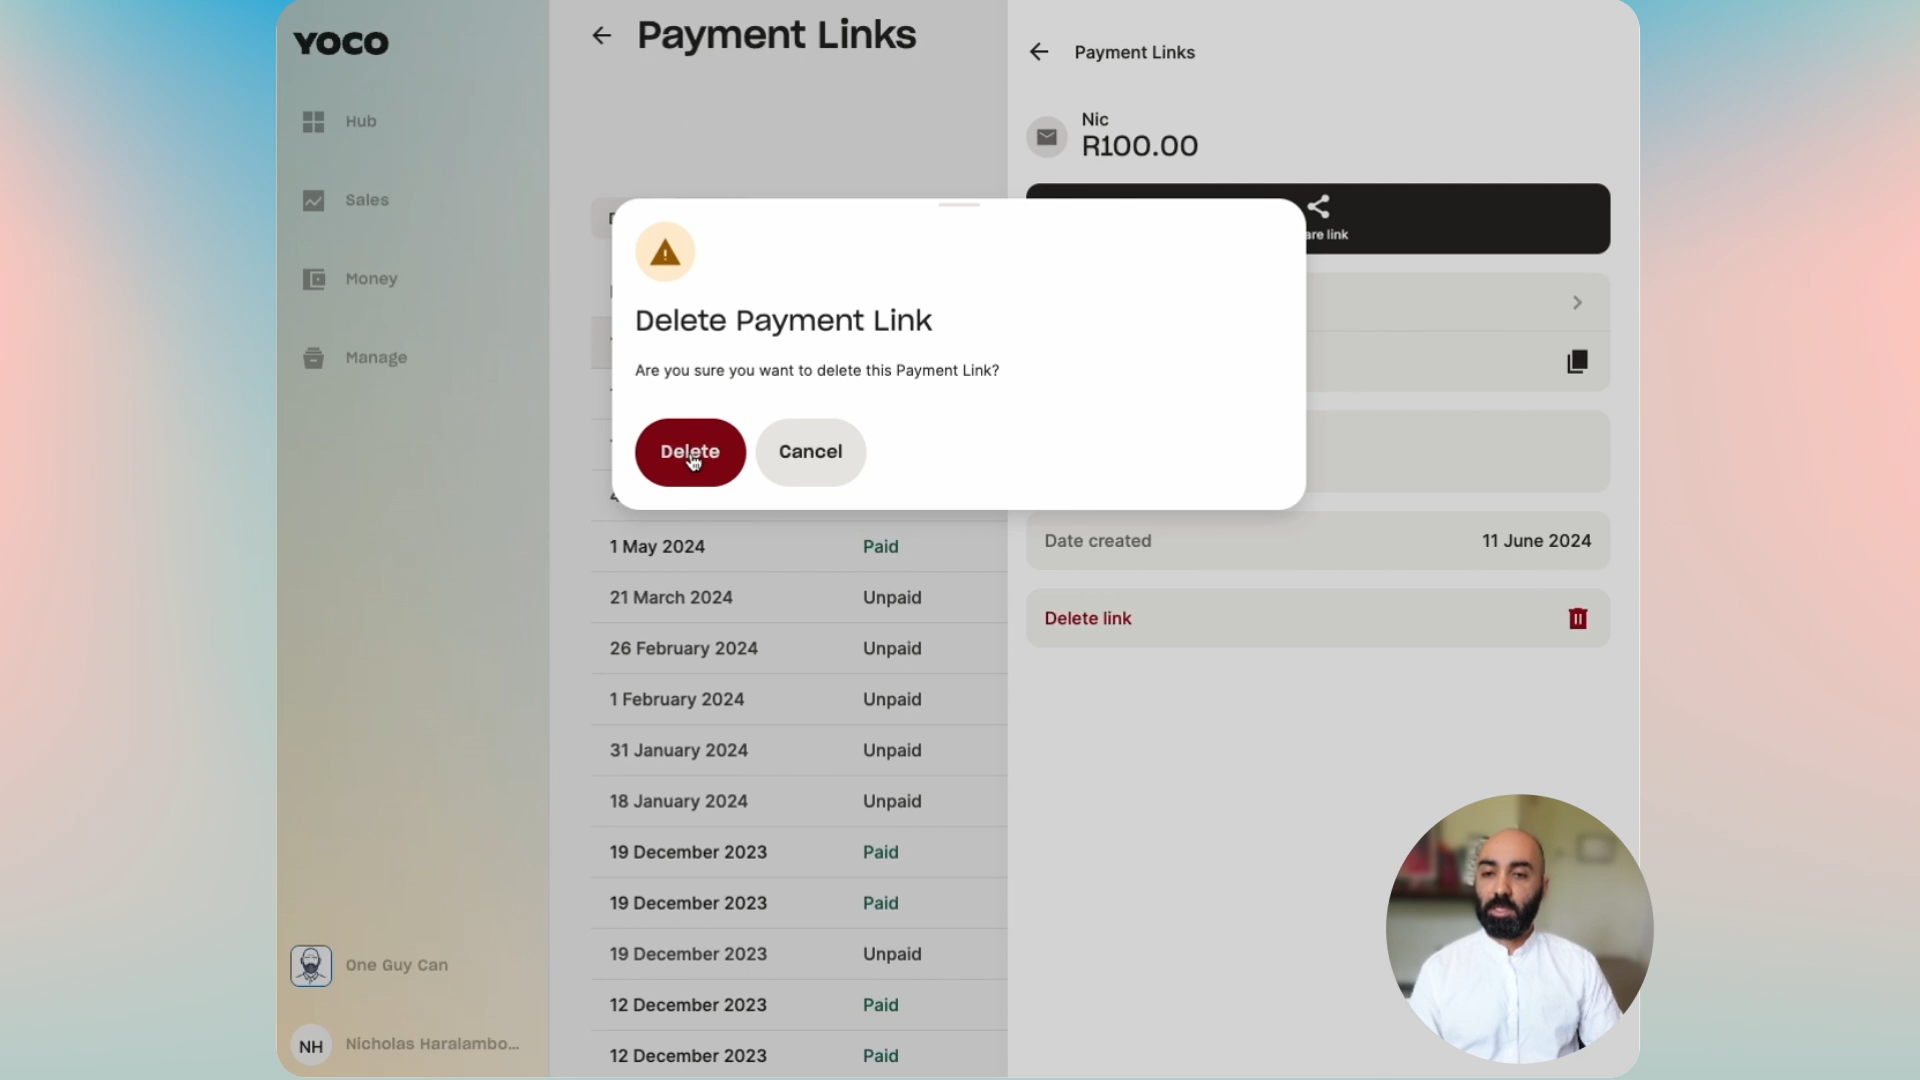 YOCO
Hub
Sales
Money
Manage
One Guy Can
NH
Nicholas Haralambo...
Payment Links
1 May 2024 Paid
21 March 2024 Unpaid
26 February 2024 Unpaid
1 February 2024 Unpaid
31 January 2024 Unpaid
18 January 2024 Unpaid
19 December 2023 Paid
19 December 2023 Paid
19 December 2023 Unpaid
12 December 2023 Paid
12 December 2023 Paid
Delete Payment Link
Are you sure you want to delete this Payment Link?
Delete
Cancel
Payment Links
Nic
R100.00
link
Date created 11 June 2024
Delete link